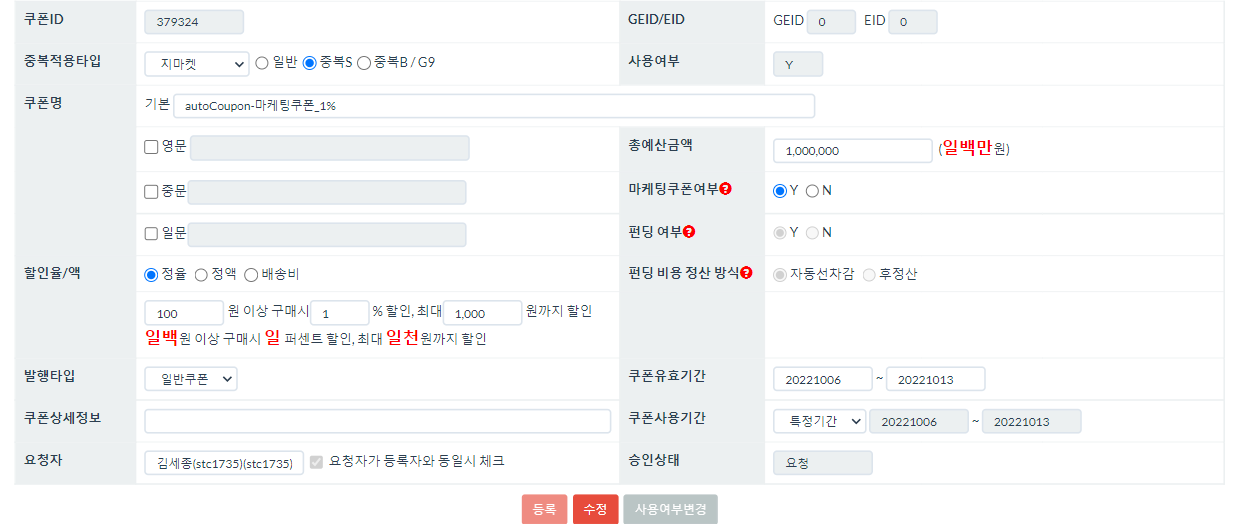 쿠폰ID 379324 GEID/EID GEID 0 EID 0
중복적용타입 지마켓 일반 중복S 중복B / G9 사용여부 Y
쿠폰명 기본 autoCoupon-마케팅쿠폰_1%
영문 총예산금액 1,000,000 (일백만원)
중문 마케팅쿠폰여부? Y N
일문 펀딩 여부? Y N
할인율/액 정율 정액 배송비 펀딩 비용 정산 방식? 자동선차감 후정산
100 원 이상 구매시 1 % 할인, 최대 1,000 원까지 할인
일백원 이상 구매시 일 퍼센트 할인, 최대 일천원까지 할인
발행타입 일반쿠폰 쿠폰유효기간 20221006 ~ 20221013
쿠폰상세정보 쿠폰사용기간 특정기간 20221006 ~ 20221013
요청자 김세종(stc1735)(stc1735) 요청자가 등록자와 동일시 체크 승인상태 요청
등록 수정 사용여부변경